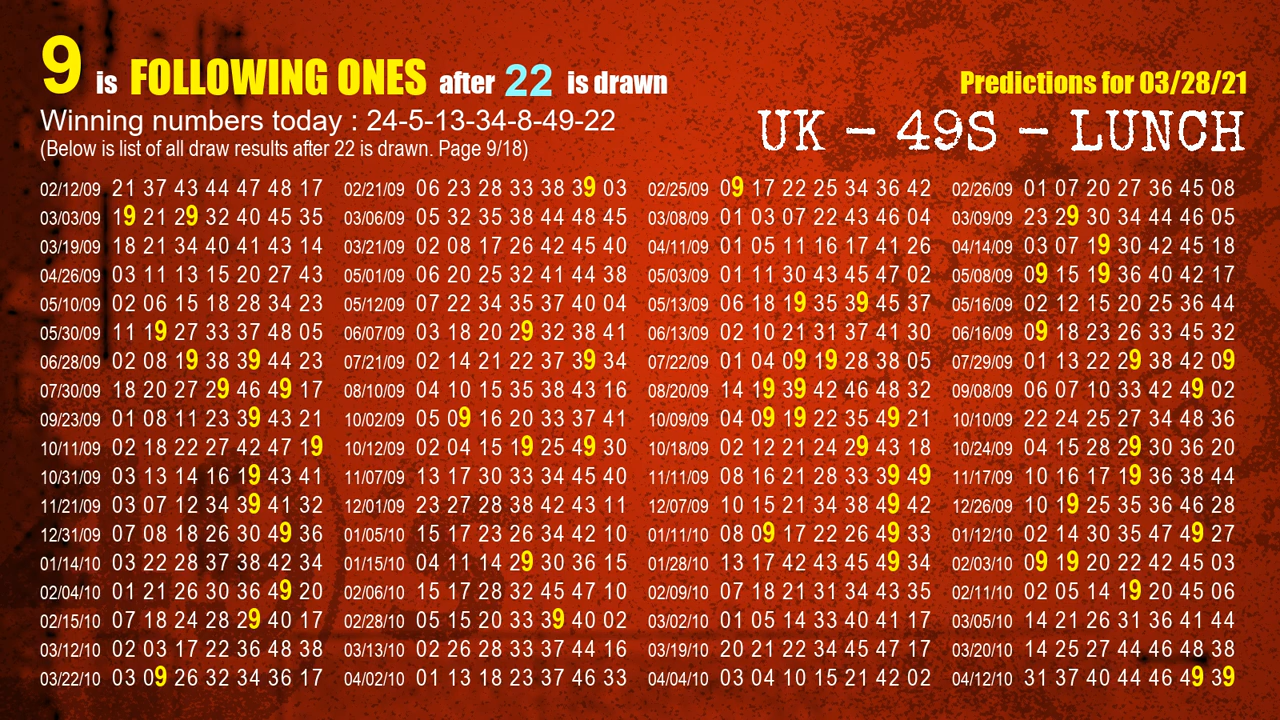 9 is FOLLOWING ONES after 22 is drawn
Predictions for 03/28/21
Winning numbers today : 24-5-13-34-8-49-22
UK - 49S - LUNCH
(Below is list of all draw results after 22 is drawn. Page 9/18)
02/12/09 21 37 43 44 47 48 17 02/21/09 06 23 28 33 38 39 03 02/25/09 09 17 22 25 34 36 42 02/26/09 01 07 20 27 36 45 08
03/03/09 19 21 29 32 40 45 35 03/06/09 05 32 35 38 44 48 45 03/08/09 01 03 07 22 43 46 04 03/09/09 23 29 30 34 44 46 05
03/19/09 18 21 34 40 41 43 14 03/21/09 02 08 17 26 42 45 40 04/11/09 01 05 11 16 17 41 26 04/14/09 03 07 19 30 42 45 18
04/26/09 03 11 13 15 20 27 43 05/01/09 06 20 25 32 41 44 38 05/03/09 01 11 30 43 45 47 02 05/08/09 09 15 19 36 40 42 17
05/10/09 02 06 15 18 28 34 23 05/12/09 07 22 34 35 37 40 04 05/13/09 06 18 19 35 39 45 37 05/16/09 02 12 15 20 25 36 44
05/30/09 11 19 27 33 37 48 05 06/07/09 03 18 20 29 32 38 41 06/13/09 02 10 21 31 37 41 30 06/16/09 09 18 23 26 33 45 32
06/28/09 02 08 19 38 39 44 23 07/21/09 02 14 21 22 37 39 34 07/22/09 01 04 09 19 28 38 05 07/29/09 01 13 22 29 38 42 09
07/30/09 18 20 27 29 46 49 17 08/10/09 04 10 15 35 38 43 16 08/20/09 14 19 39 42 46 48 32 09/08/09 06 07 10 33 42 49 02
09/23/09 01 08 11 23 39 43 21 10/02/09 05 09 16 20 33 37 41 10/09/09 04 09 19 22 35 49 21 10/10/09 22 24 25 27 34 48 36
10/11/09 02 18 22 27 42 47 19 10/12/09 02 04 15 19 25 49 30 10/18/09 02 12 21 24 29 43 18 10/24/09 04 15 28 29 30 36 20
10/31/09 03 13 14 16 19 43 41 11/07/09 13 17 30 33 34 45 40 11/11/09 08 16 21 28 33 39 49 11/17/09 10 16 17 19 36 38 44
11/21/09 03 07 12 34 39 41 32 12/01/09 23 27 28 38 42 43 11 12/07/09 10 15 21 34 38 49 42 12/26/09 10 19 25 35 36 46 28
12/31/09 07 08 18 26 30 49 36 01/05/10 15 17 23 26 34 42 10 01/11/10 08 09 17 22 26 49 33 01/12/10 02 14 30 35 47 49 27
01/14/10 03 22 28 37 38 42 34 01/15/10 04 11 14 29 30 36 15 01/28/10 13 17 42 43 45 49 34 02/03/10 09 19 20 22 42 45 03
02/04/10 01 21 26 30 36 49 20 02/06/10 15 17 28 32 45 47 10 02/09/10 07 18 21 31 34 43 35 02/11/10 02 05 14 19 20 45 06
02/15/10 07 18 24 28 29 40 17 02/28/10 05 15 20 33 39 40 02 03/02/10 01 05 14 33 40 41 17 03/05/10 14 21 26 31 36 41 44
03/12/10 02 03 17 22 36 48 38 03/13/10 02 26 28 33 37 44 16 03/19/10 20 21 22 34 45 47 17 03/20/10 14 25 27 44 46 48 38
03/22/10 03 09 26 32 34 36 17 04/02/10 01 13 18 23 37 46 33 04/04/10 03 04 10 15 21 42 02 04/12/10 31 37 40 44 46 49 39